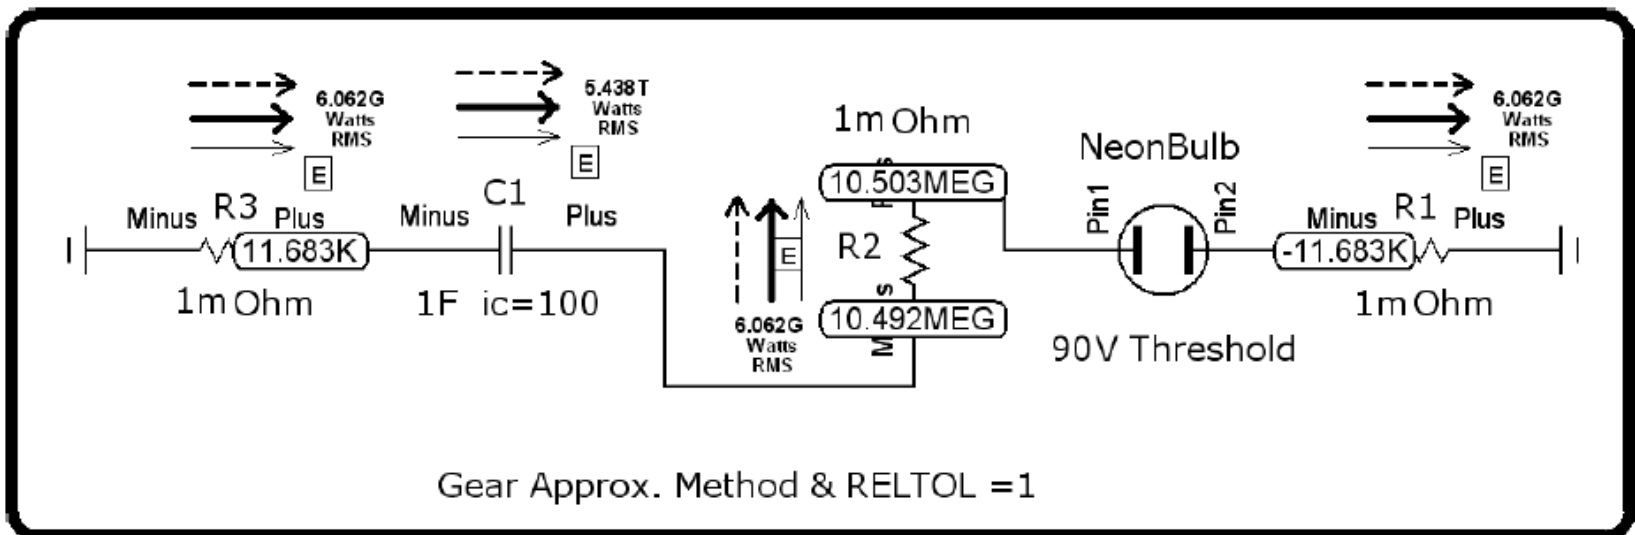 6.062G
Watts
RMS
E
5.438T
Watts
RMS
E
1m Ohm
10.503MEG
NeonBulb
6.062G
Watts
RMS
E
Minus R3 Plus
11.683K
1m Ohm
Minus C1 Plus
1F ic=100
E
6.062G
Watts
RMS
R2
s
10.492MEG
Pin1
Pin2
90V Threshold
Minus R1 Plus
-11.683K
1m Ohm
Gear Approx. Method & RELTOL =1